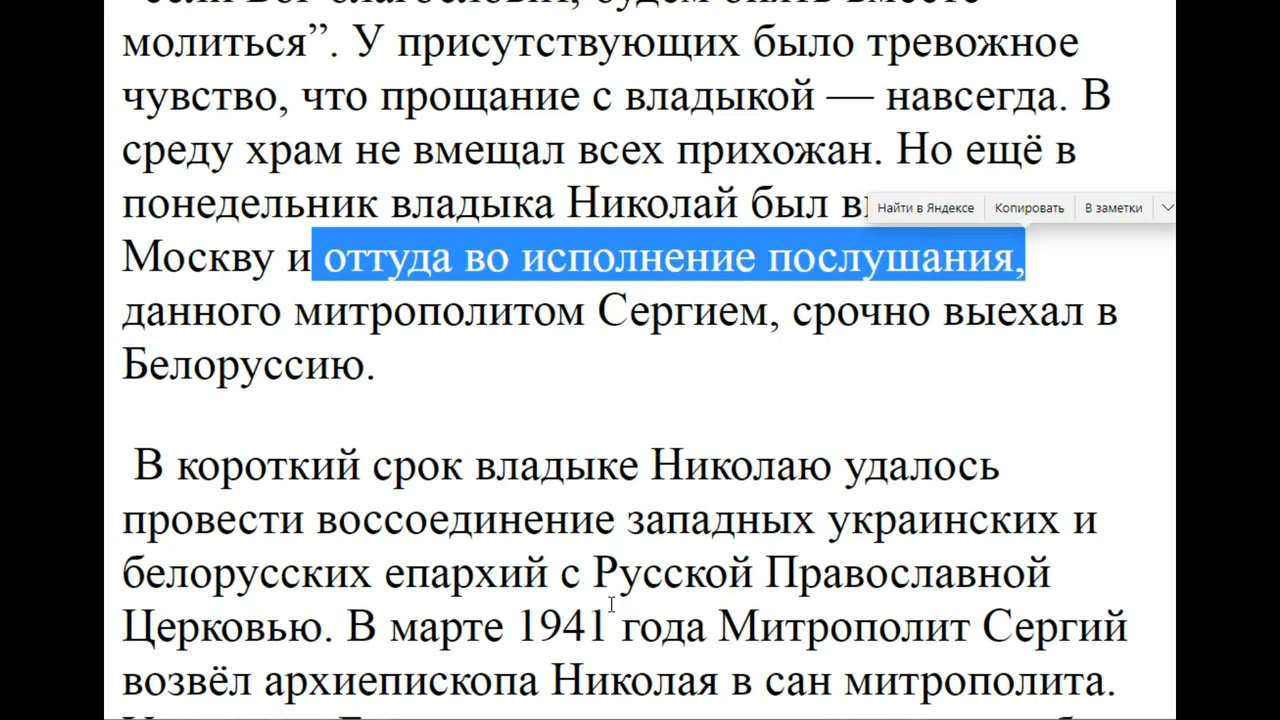 молиться”. У присутствующих было тревожное
чувство, что прощание с владыкой — навсегда. В
среду храм не вмещал всех прихожан. Но ещё в
понедельник владыка Николай был
Найти в Яндексе Копировать В заметки
Москву и оттуда во исполнение послушания,
данного митрополитом Сергием, срочно выехал в
Белоруссию.
В короткий срок владыке Николаю удалось
провести воссоединение западных украинских и
белорусских епархий с Русской Православной
Церковью. В марте 1941 года Митрополит Сергий
возвёл архиепископа Николая в сан митрополита.